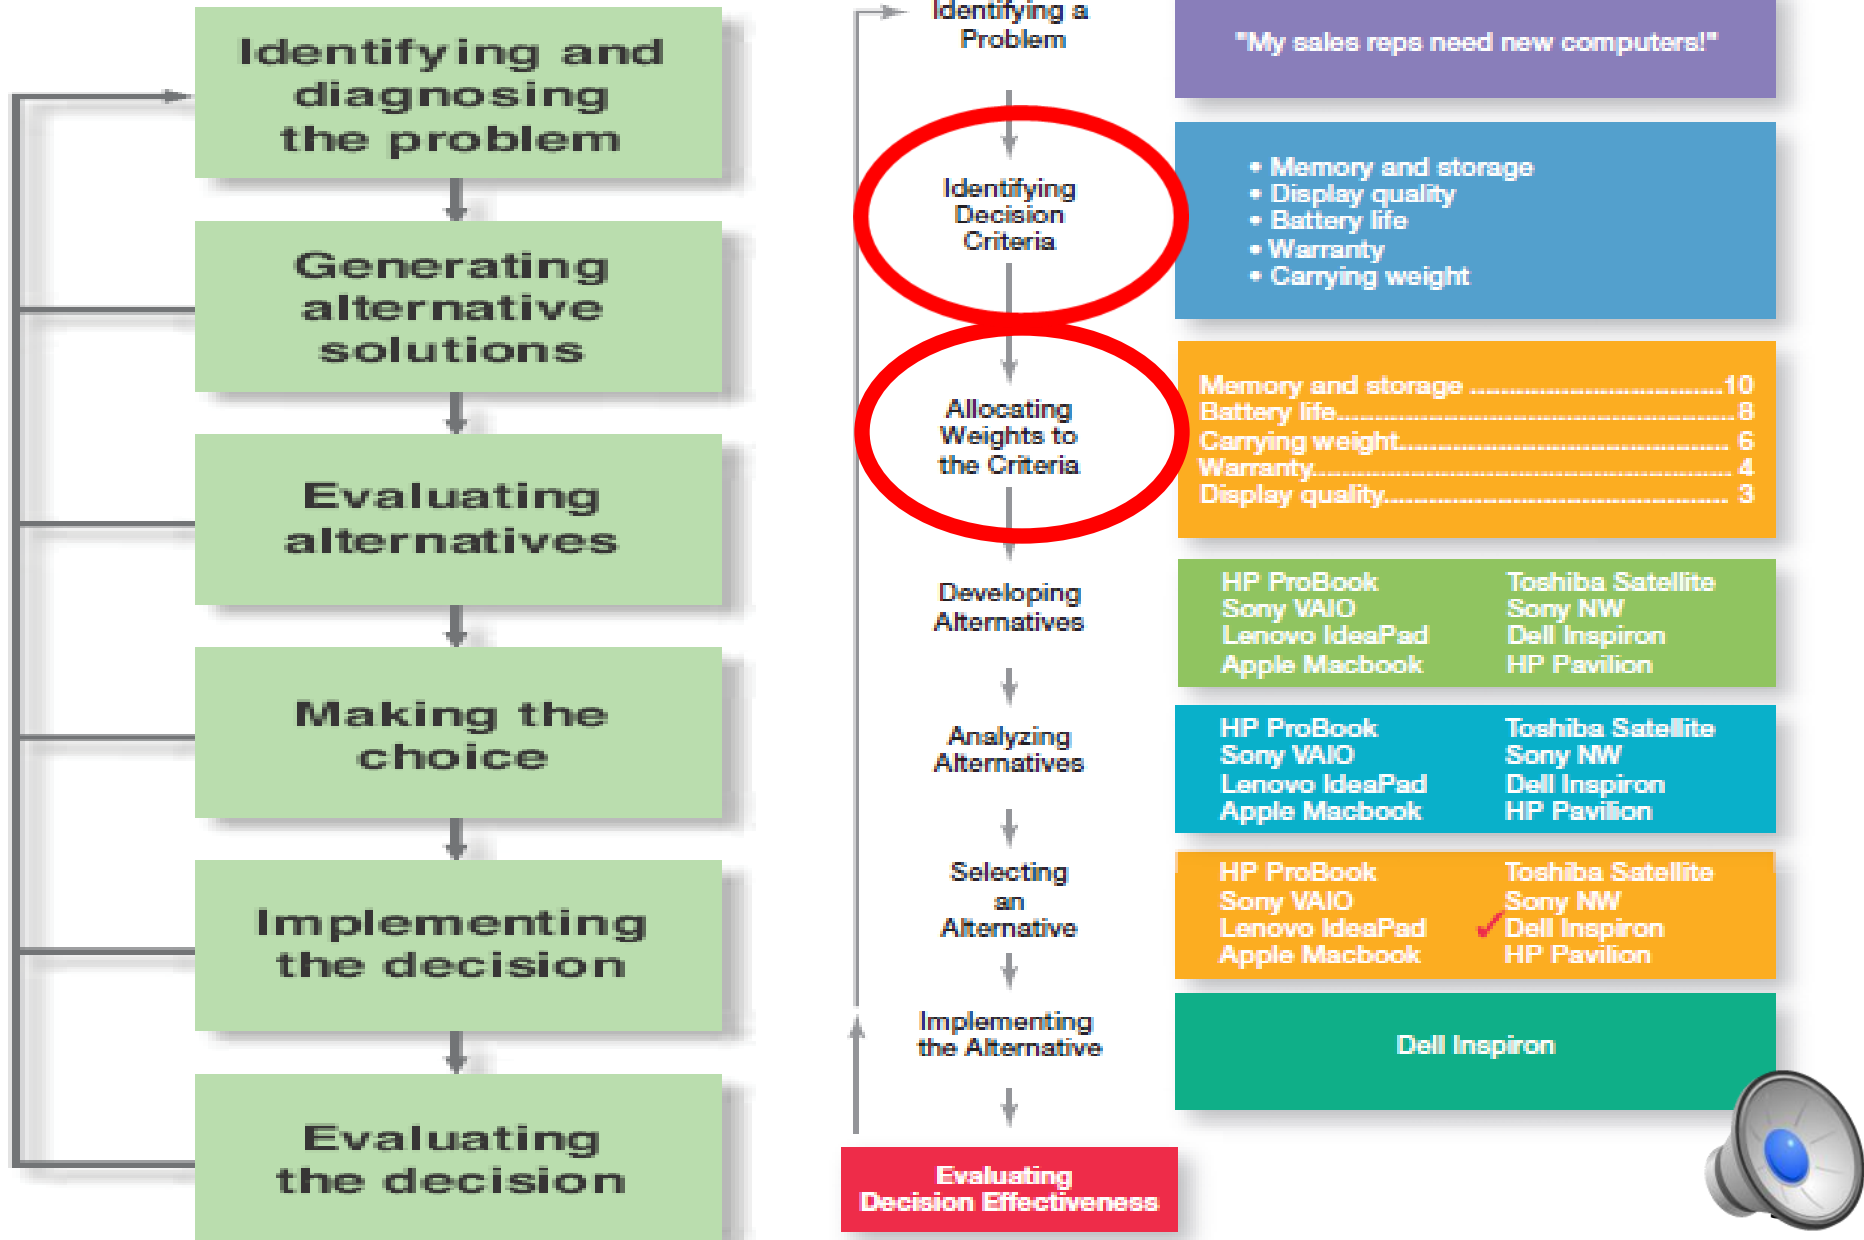 Identifying and
diagnosing
the problem
Generating
alternative
solutions
Evaluating
alternatives
Making the
choice
Implementing
the decision
Evaluating
the decision
Identifying a
Problem
"My sales reps need new computers!"
Identifying
Decision
Criteria
• Memory and storage
• Display quality
• Battery life
• Warranty
• Carrying weight
Allocating
Weights to
the Criteria
Memory and storage ....................................10
Battery life......................................................... 8
Carrying weight............................................... 6
Warranty............................................................ 4
Display quality................................................. 3
Developing
Alternatives
HP ProBook Toshiba Satellite
Sony VAIO Sony NW
Lenovo IdeaPad Dell Inspiron
Apple Macbook HP Pavilion
Analyzing
Alternatives
HP ProBook Toshiba Satellite
Sony VAIO Sony NW
Lenovo IdeaPad Dell Inspiron
Apple Macbook HP Pavilion
Selecting
an
Alternative
HP ProBook Toshiba Satellite
Sony VAIO Sony NW
Lenovo IdeaPad ✓ Dell Inspiron
Apple Macbook HP Pavilion
Implementing
the Alternative
Dell Inspiron
Evaluating
Decision Effectiveness